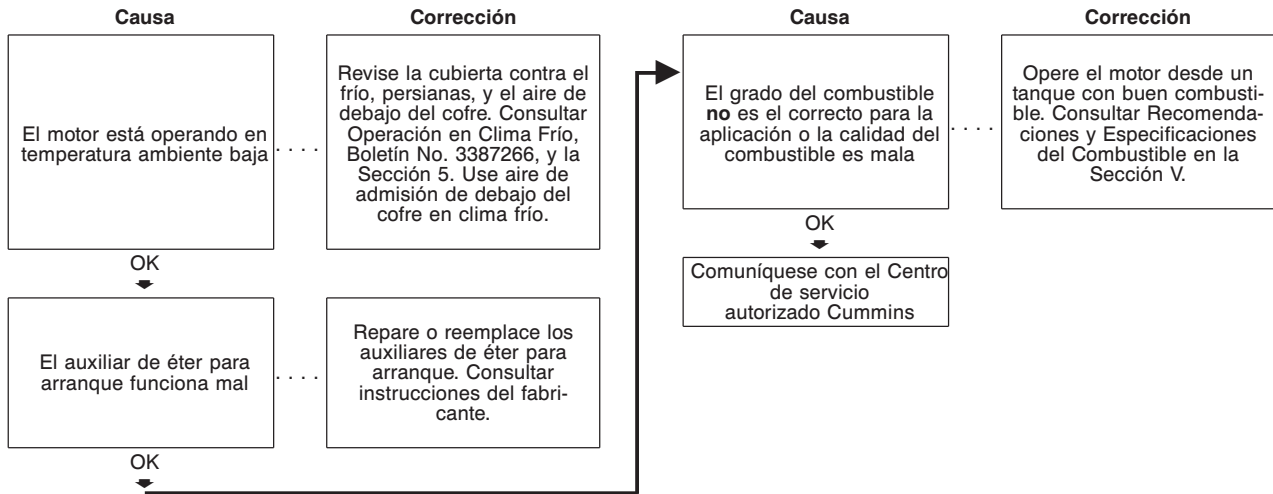 Causa
Corrección
El motor está operando en
temperatura ambiente baja
. . . .
Revise la cubierta contra el
frío, persianas, y el aire de
debajo del cofre. Consultar
Operación en Clima Frío,
Boletín No. 3387266, y la
Sección 5. Use aire de
admisión de debajo del
cofre en clima frío.
OK
El auxiliar de éter para
arranque funciona mal
. . . .
Repare o reemplace los
auxiliares de éter para
arranque. Consultar
instrucciones del fabri-
cante.
OK
Causa
Corrección
El grado del combustible
no es el correcto para la
aplicación o la calidad del
combustible es mala
. . . .
Opere el motor desde un
tanque con buen combusti-
ble. Consultar Recomenda-
ciones y Especificaciones
del Combustible en la
Sección V.
OK
Comuníquese con el Centro
de servicio
autorizado Cummins